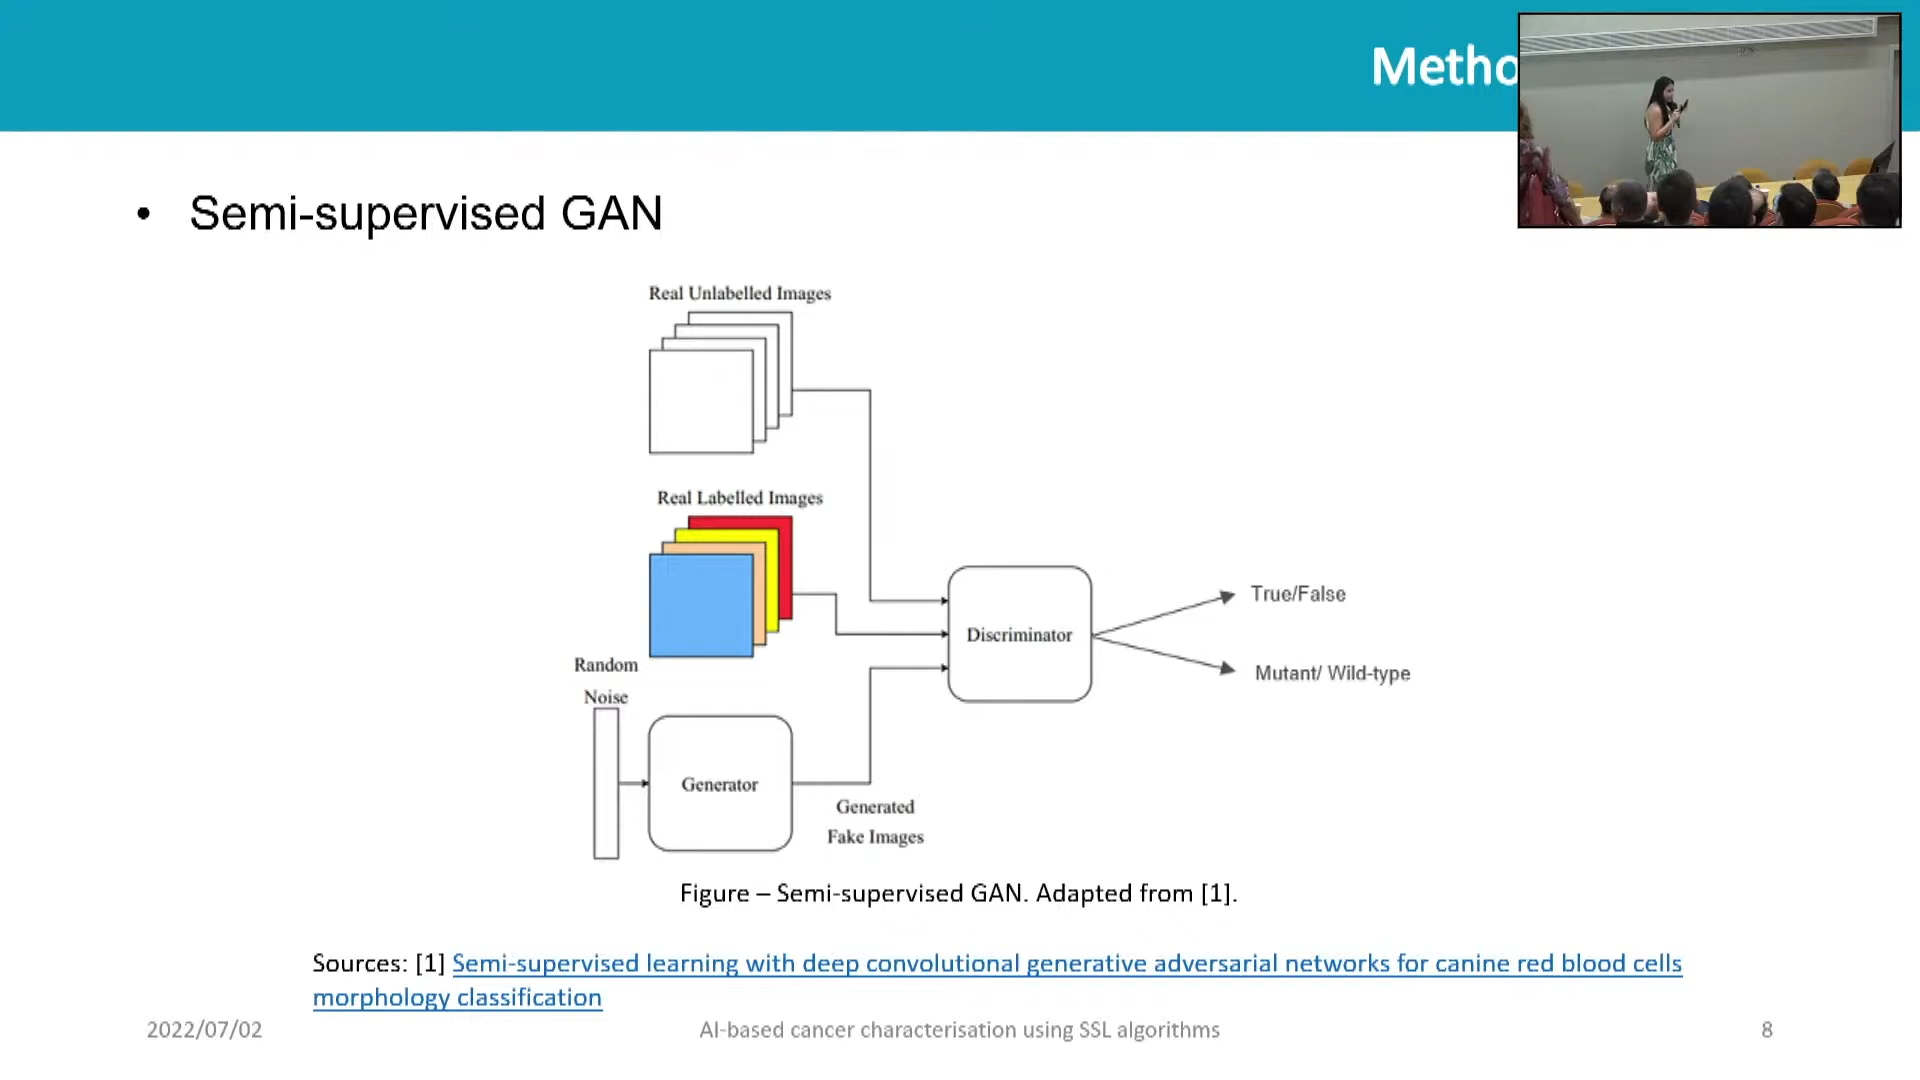 Metho
• Semi-supervised GAN
Real Unlabelled Images
Real Labelled Images
Random
Noise
Generator
Generated
Fake Images
Discriminator
True/False
Mutant/ Wild-type
Figure – Semi-supervised GAN. Adapted from [1].
Sources: [1] Semi-supervised learning with deep convolutional generative adversarial networks for canine red blood cells
morphology classification
2022/07/02
AI-based cancer characterisation using SSL algorithms
8